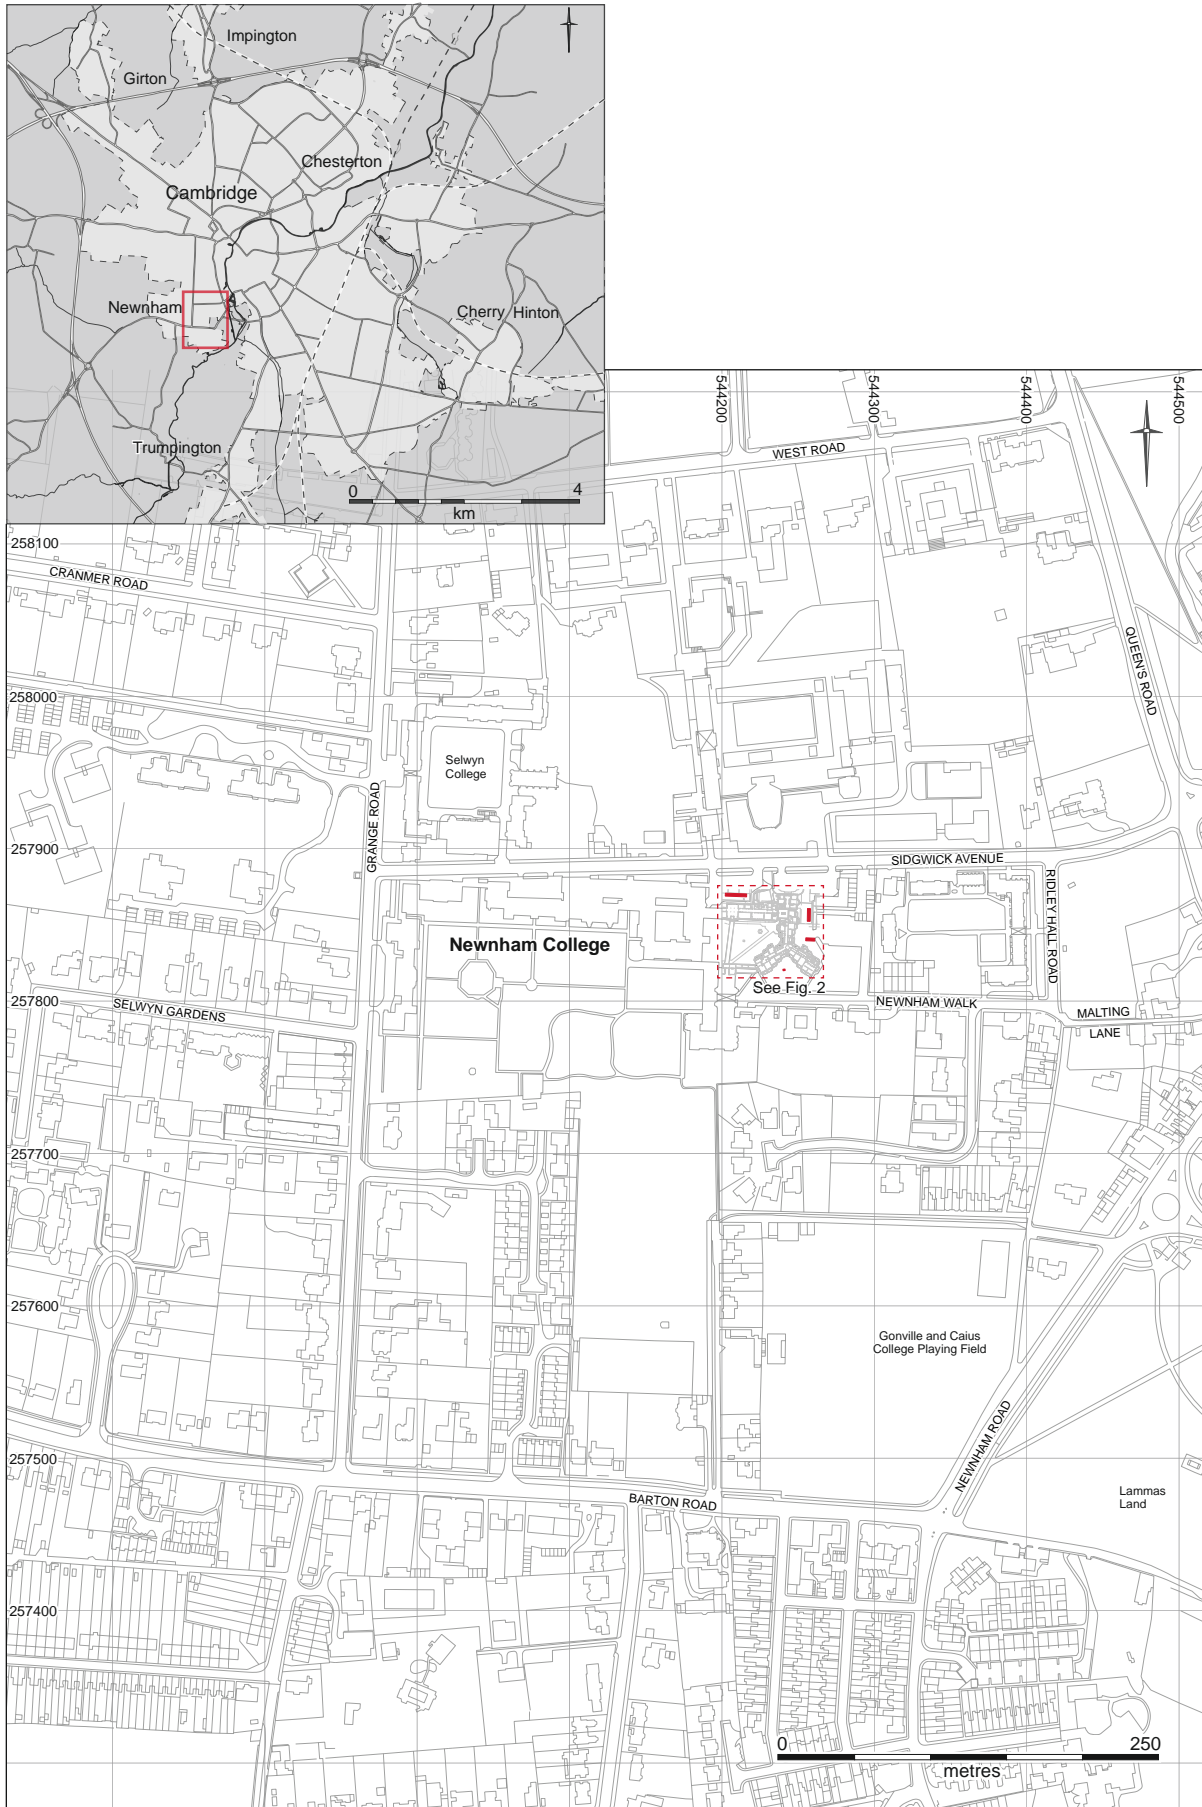 Impington
Girton
Chesterton
Cambridge
Newnham
Cherry Hinton
Trumpington
0 4
km
544200
544300
544400
544500
WEST ROAD
258100
CRANMER ROAD
QUEEN'S ROAD
258000
Selwyn
College
GRANGE ROAD
257900
SIDGWICK AVENUE
RIDLEY HALL ROAD
Newnham College
See Fig. 2
257800
SELWYN GARDENS
NEWNHAM WALK
MALTING
LANE
257700
257600
Gonville and Caius
College Playing Field
NEWNHAM ROAD
257500
BARTON ROAD
Lammas
Land
257400
0 250
metres